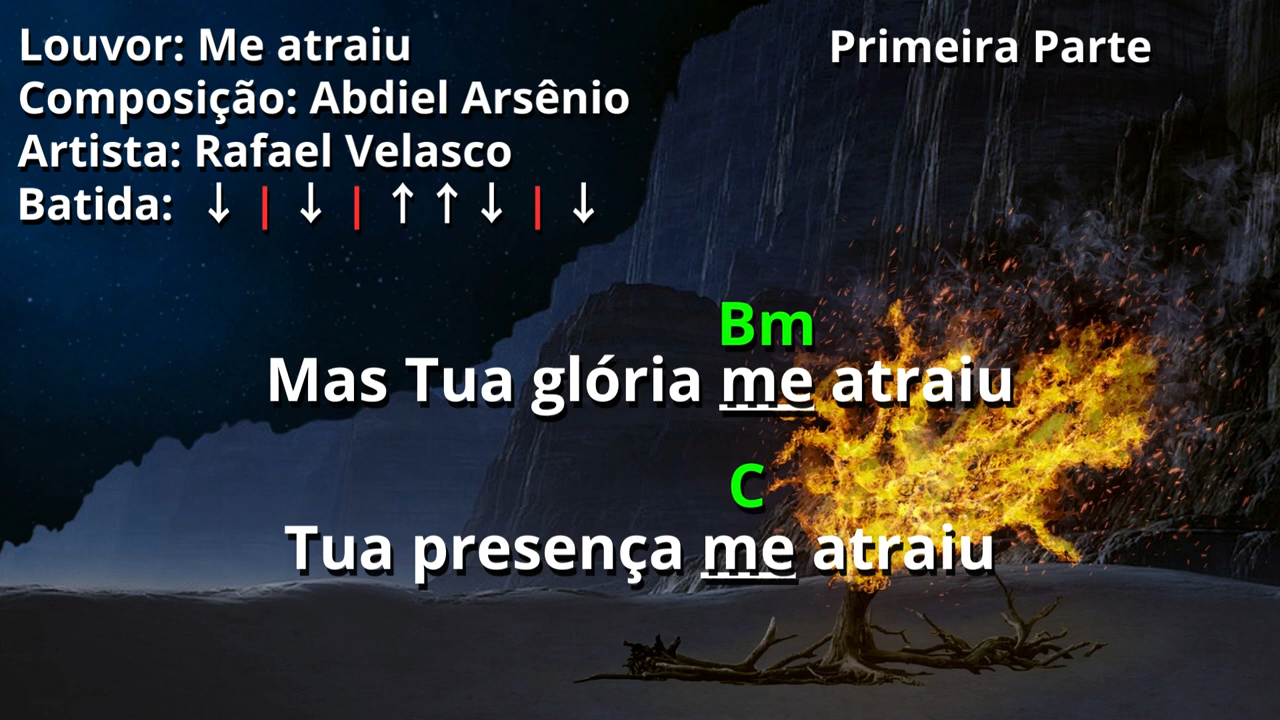 Louvor: Me atraiu
Composição: Abdiel Arsênio
Artista: Rafael Velasco
Batida: ↓ | ↓ | ↑ ↑ ↓ | ↓
Primeira Parte
Bm
Mas Tua glória me atraiu
C
Tua presença me atraiu